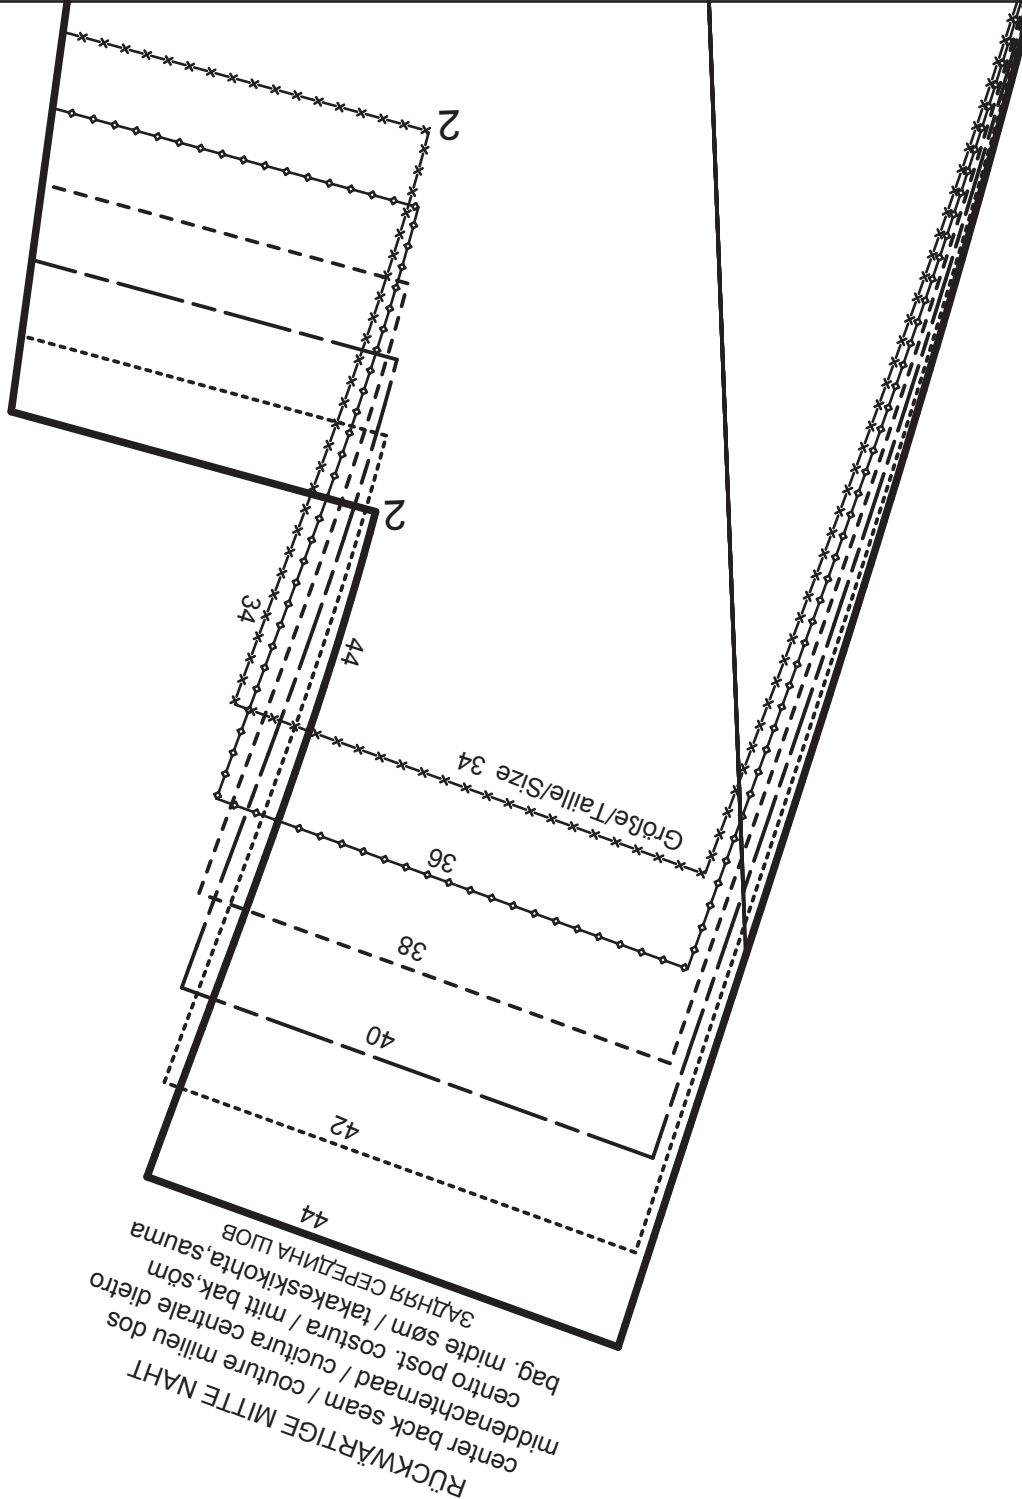 RÜCKWÄRTIGE MITTE NAHT
center back seam / couture milieu dos
middenachternaad / cucitura centrale dietro
centro post. costura / mitt bak,söm
bag. midte søm / takakeskikohta,sauma
ЗАДНЯЯ СЕРЕДИНА ШОВ
44
42
40
38
36
Größe/Taille/Size 34
44
34
2
2